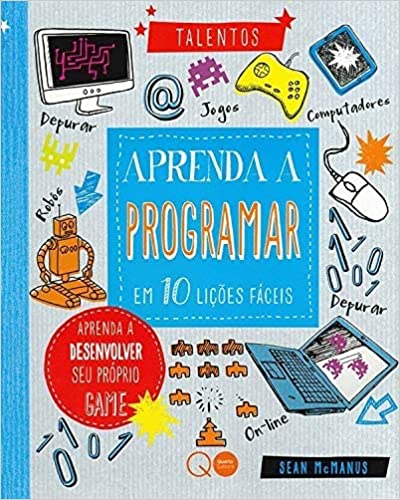 TALENTOS
@
Jogos
Computadores
Depurar
APRENDA A
PROGRAMAR
EM 10 LIÇÕES FÁCEIS
Robôs
Depurar
APRENDA A
DESENVOLVER
SEU PRÓPRIO
GAME
On-line
SEAN McMANUS